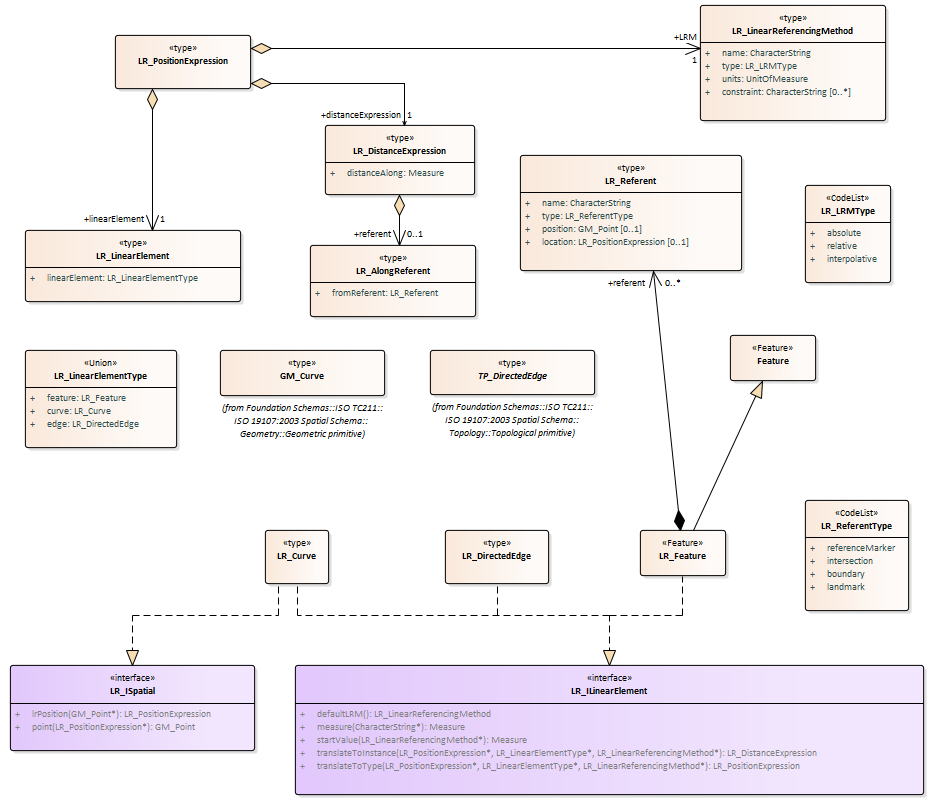 «type»
LR_PositionExpression
+LRM
1
«type»
LR_LinearReferencingMethod
+ name: CharacterString
+ type: LR_LRMType
+ units: UnitOfMeasure
+ constraint: CharacterString [0..*]
+distanceExpression 1
«type»
LR_DistanceExpression
+ distanceAlong: Measure
«type»
LR_Referent
+ name: CharacterString
+ type: LR_ReferentType
+ position: GM_Point [0..1]
+ location: LR_PositionExpression [0..1]
«CodeList»
LR_LRMType
+ absolute
+ relative
+ interpolative
+linearElement 1
«type»
LR_LinearElement
+ linearElement: LR_LinearElementType
+referent 0..1
«type»
LR_AlongReferent
+ fromReferent: LR_Referent
+referent 0..*
«Union»
LR_LinearElementType
+ feature: LR_Feature
+ curve: LR_Curve
+ edge: LR_DirectedEdge
«type»
GM_Curve
(from Foundation Schemas::ISO TC211::
ISO 19107:2003 Spatial Schema::
Geometry::Geometric primitive)
«type»
TP_DirectedEdge
(from Foundation Schemas::ISO TC211::
ISO 19107:2003 Spatial Schema::
Topology::Topological primitive)
«Feature»
Feature
«type»
LR_Curve
«type»
LR_DirectedEdge
«Feature»
LR_Feature
«CodeList»
LR_ReferentType
+ referenceMarker
+ intersection
+ boundary
+ landmark
«interface»
LR_ISpatial
+ lrPosition(GM_Point*): LR_PositionExpression
+ point(LR_PositionExpression*): GM_Point
«interface»
LR_ILinearElement
+ defaultLRM(): LR_LinearReferencingMethod
+ measure(CharacterString*): Measure
+ startValue(LR_LinearReferencingMethod*): Measure
+ translateToInstance(LR_PositionExpression*, LR_LinearElementType*, LR_LinearReferencingMethod*): LR_DistanceExpression
+ translateToType(LR_PositionExpression*, LR_LinearElementType*, LR_LinearReferencingMethod*): LR_PositionExpression